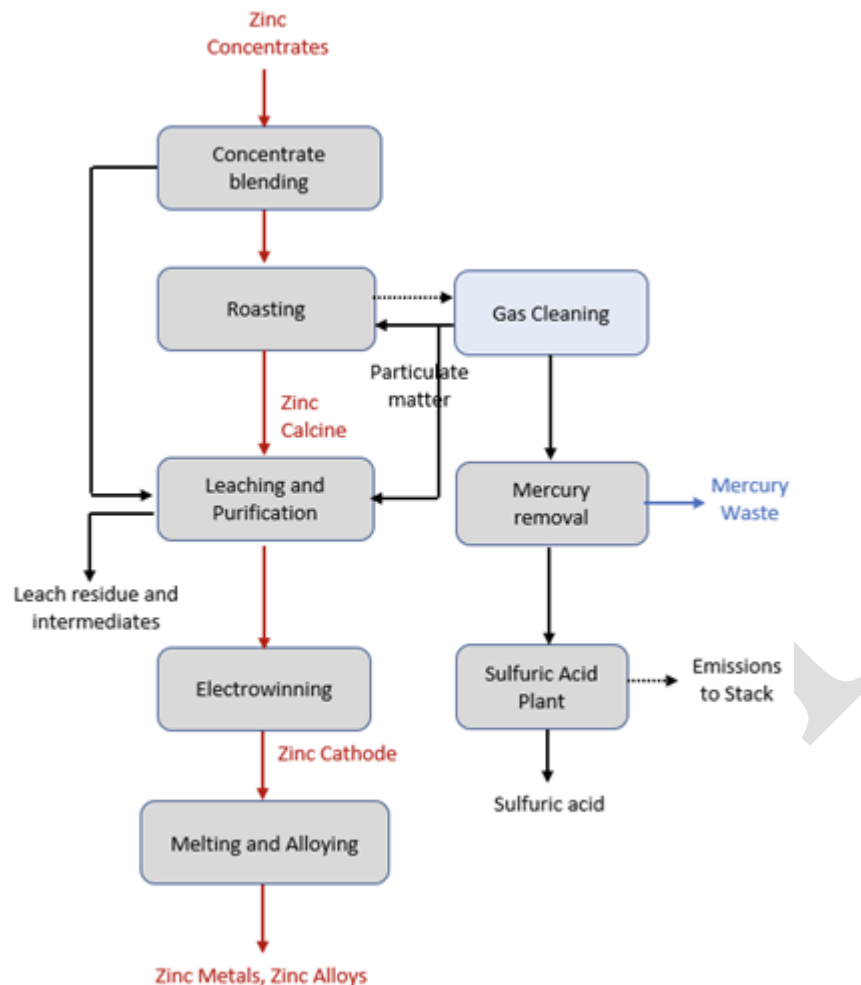 Zinc
Concentrates
Concentrate
blending
Roasting
Gas Cleaning
Particulate
matter
Zinc
Calcine
Leaching and
Purification
Mercury
removal
Mercury
Waste
Leach residue and
intermediates
Electrowinning
Sulfuric Acid
Plant
Emissions
to Stack
Zinc Cathode
Sulfuric acid
Melting and Alloying
Zinc Metals, Zinc Alloys